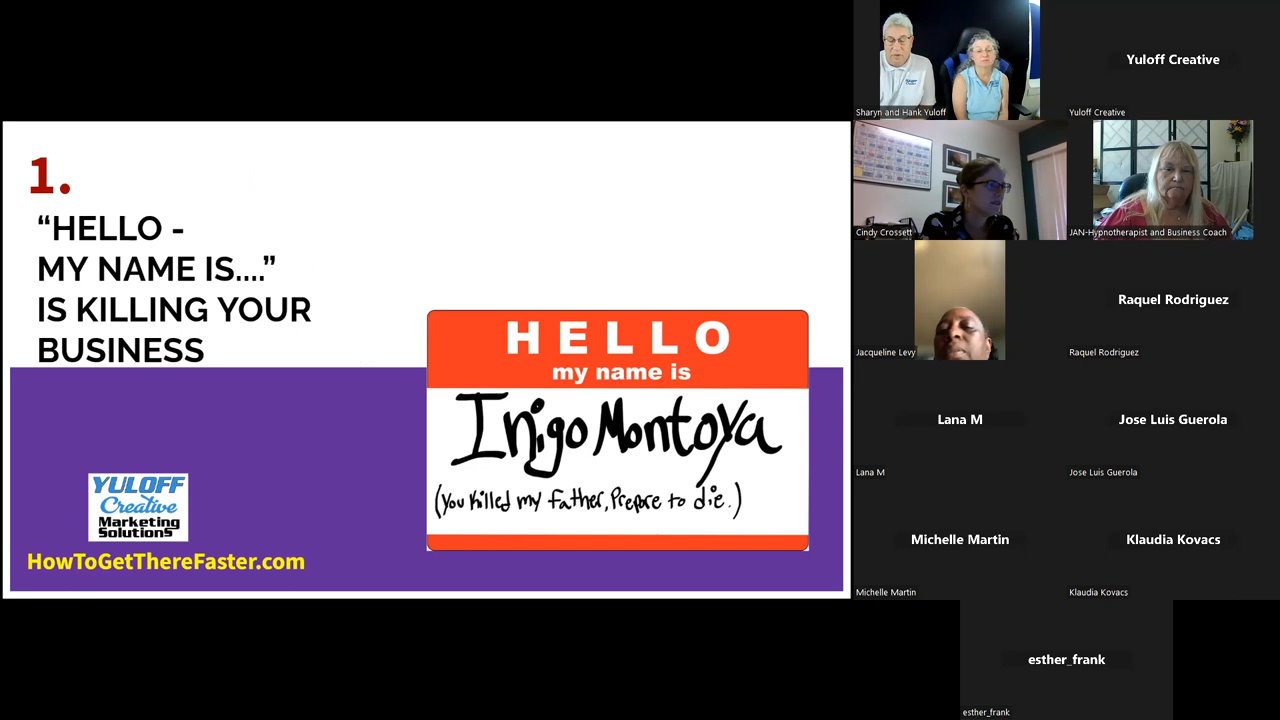 1.
“HELLO -
MY NAME IS....”
IS KILLING YOUR
BUSINESS
HELLO
my name is
Inigo Montoya
(You killed my father, Prepare to die.)
YULOFF
Creative
Marketing
Solutions
HowToGetThereFaster.com
Sharyn and Hank Yuloff
Yuloff Creative
Yuloff Creative
Cindy Crossett
JAN-Hypnotherapist and Business Coach
Jacqueline Levy
Raquel Rodriguez
Raquel Rodriguez
Lana M
Lana M
Jose Luis Guerola
Jose Luis Guerola
Michelle Martin
Michelle Martin
Klaudia Kovacs
Klaudia Kovacs
esther_frank
esther_frank